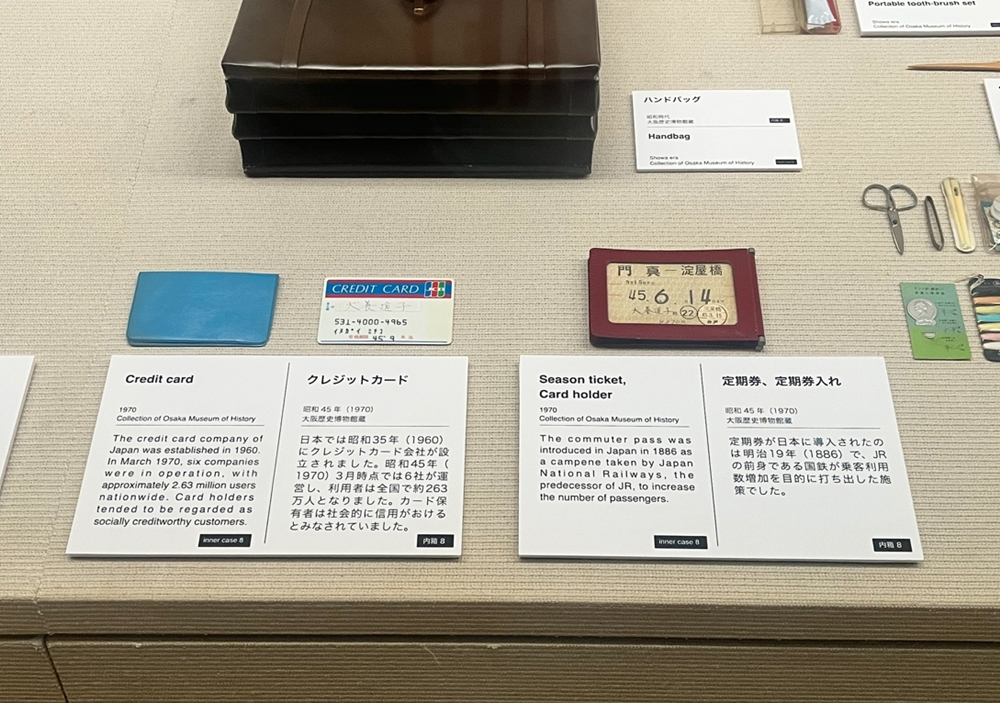 Portable tooth-brush set
Showa era
Collection of Osaka Museum of History
ハンドバッグ
昭和時代
大阪歴史博物館蔵
Handbag
Showa era
Collection of Osaka Museum of History
CREDIT CARD JCB
531-4000-4965
門真―淀屋橋
45.6.14
22
Credit card
1970
Collection of Osaka Museum of History
The credit card company of
Japan was established in 1960.
In March 1970, six companies
were in operation, with
approximately 2.63 million users
nationwide. Card holders
tended to be regarded as
socially creditworthy customers.
inner case 8
クレジットカード
昭和45年（1970）
大阪歴史博物館蔵
日本では昭和35年（1960）
にクレジットカード会社が設
立されました。昭和45年（
1970）3月時点では6社が運
営し、利用者は全国で約263
万人となりました。カード保
有者は社会的に信用がおける
とみなされていました。
内箱 8
Season ticket,
Card holder
1970
Collection of Osaka Museum of History
The commuter pass was
introduced in Japan in 1886 as
a campene taken by Japan
National Railways, the
predecessor of JR, to increase
the number of passengers.
inner case 8
定期券、定期券入れ
昭和45年（1970）
大阪歴史博物館蔵
定期券が日本に導入されたの
は明治19年（1886）で、JR
の前身である国鉄が乗客利用
数増加を目的に打ち出した施
策でした。
内箱 8